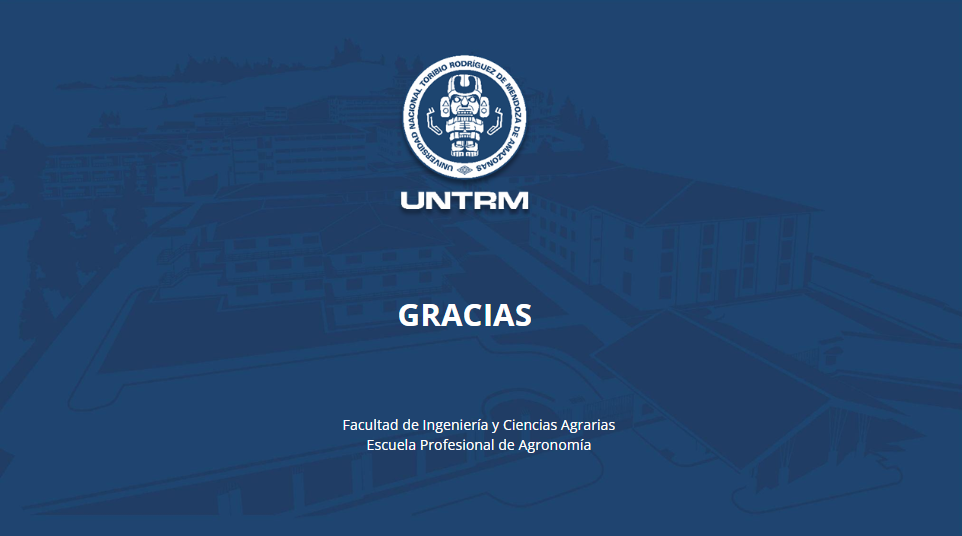 UNIVERSIDAD NACIONAL TORIBIO RODRÍGUEZ DE MENDOZA DE AMAZONAS
UNTRM
GRACIAS
Facultad de Ingeniería y Ciencias Agrarias
Escuela Profesional de Agronomía